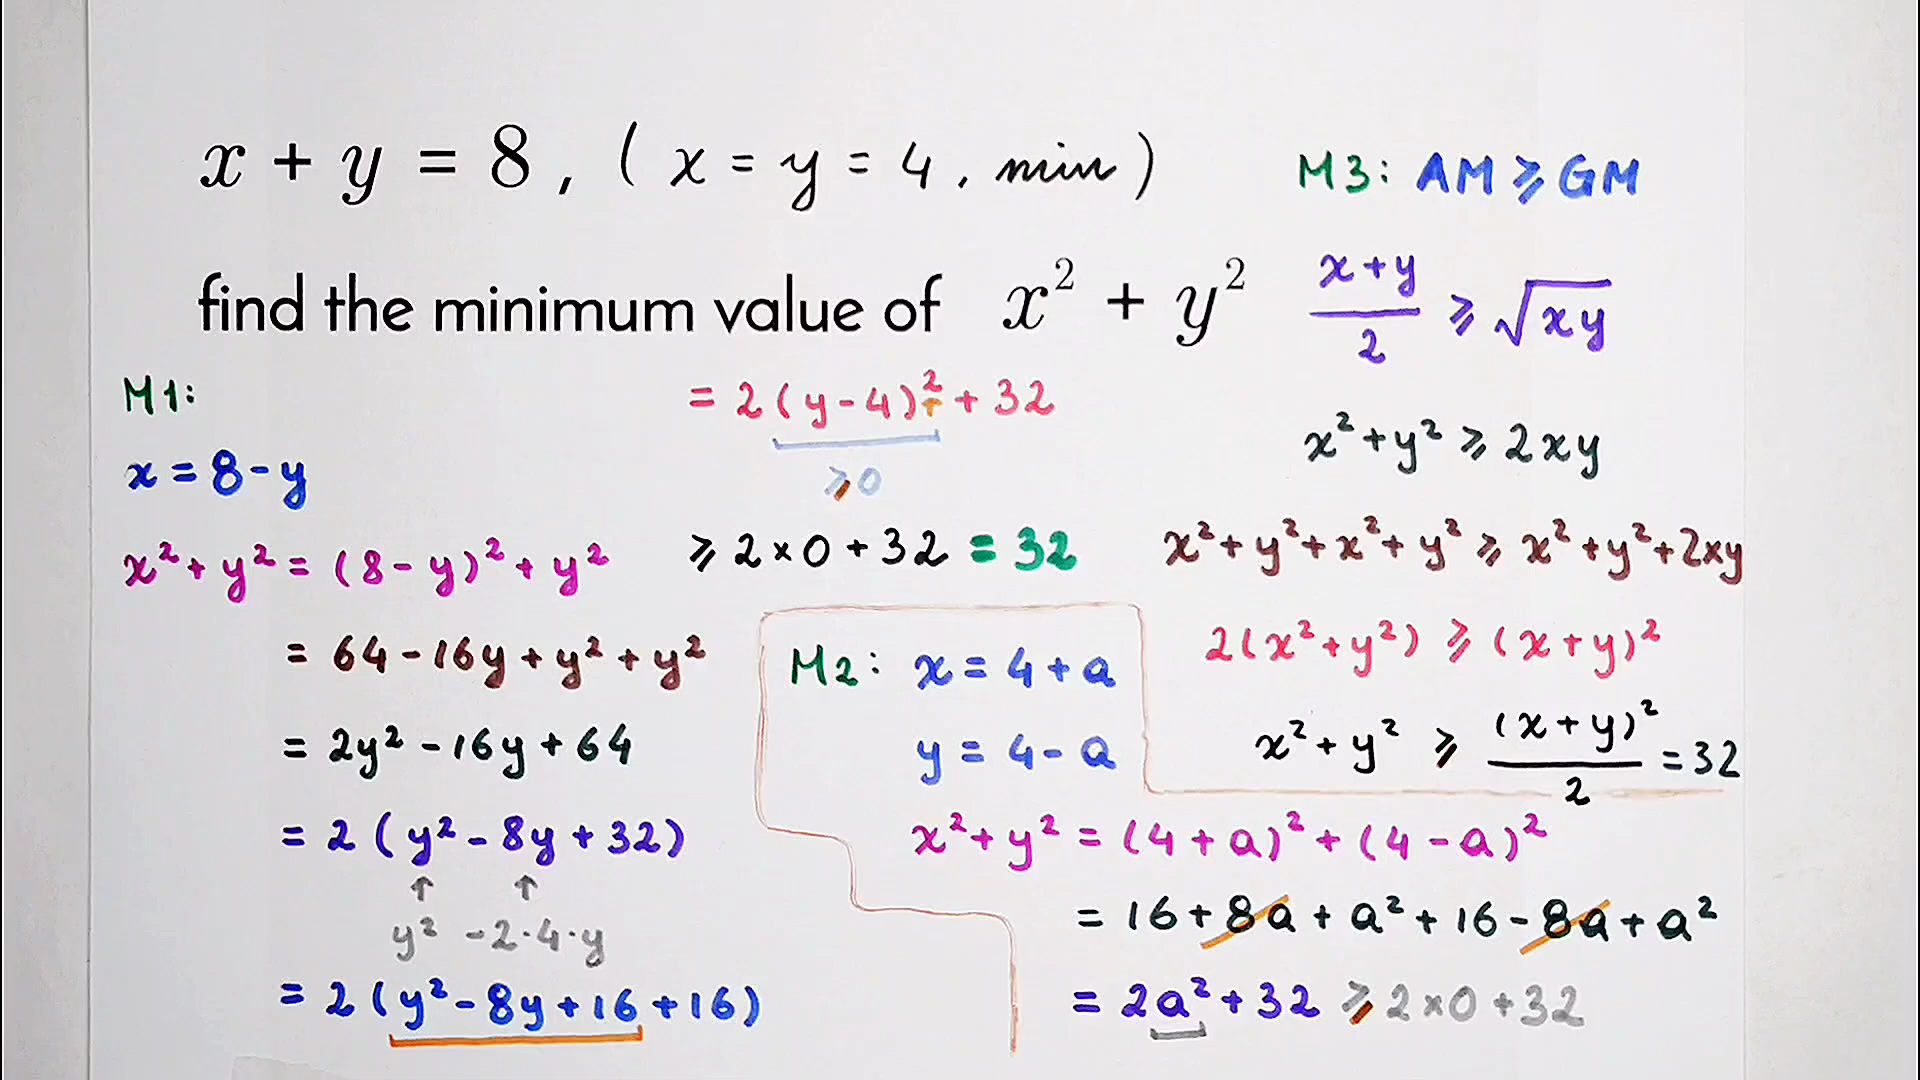 x + y = 8 , ( x = y = 4 , min )
find the minimum value of x² + y²
M1:
x = 8 - y
x² + y² = (8 - y)² + y²
= 64 - 16y + y² + y²
= 2y² - 16y + 64
= 2 ( y² - 8y + 32)
↑ ↑
y² - 2 · 4 · y
= 2 ( y² - 8y + 16 + 16)
= 2 ( y - 4 )² + 32
↑
⩾ 0
⩾ 2 × 0 + 32 = 32
M2: x = 4 + a
y = 4 - a
x² + y² = (4 + a)² + (4 - a)²
= 16 + 8a + a² + 16 - 8a + a²
= 2a² + 32 ⩾ 2 × 0 + 32
M3: AM ⩾ GM
(x + y)/2 ⩾ √xy
x² + y² ⩾ 2xy
x² + y² + x² + y² ⩾ x² + y² + 2xy
2(x² + y²) ⩾ (x + y)²
x² + y² ⩾ (x + y)²/2 = 32